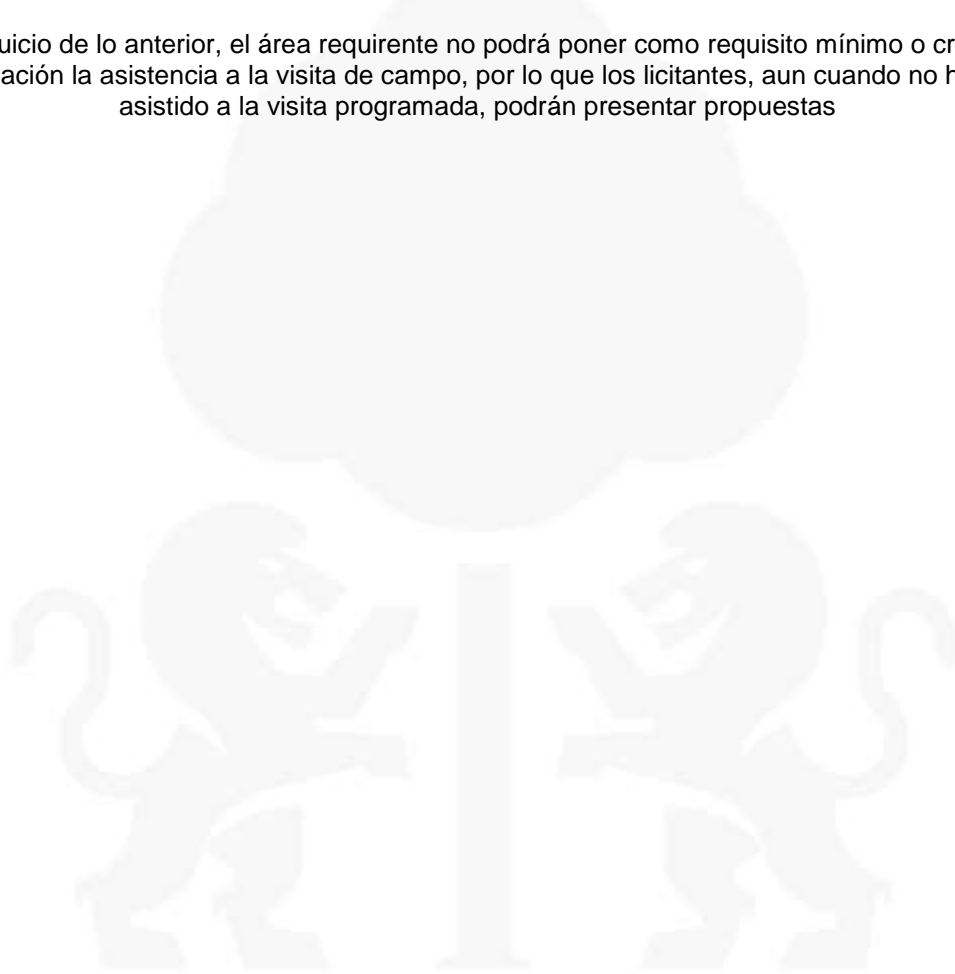 de lo anterior, el área requirente no podrá poner como requisito mínimo o
la asistencia a la visita de campo, por lo que los licitantes, aun cuando no
asistido a la visita programada, podrán presentar propuestas